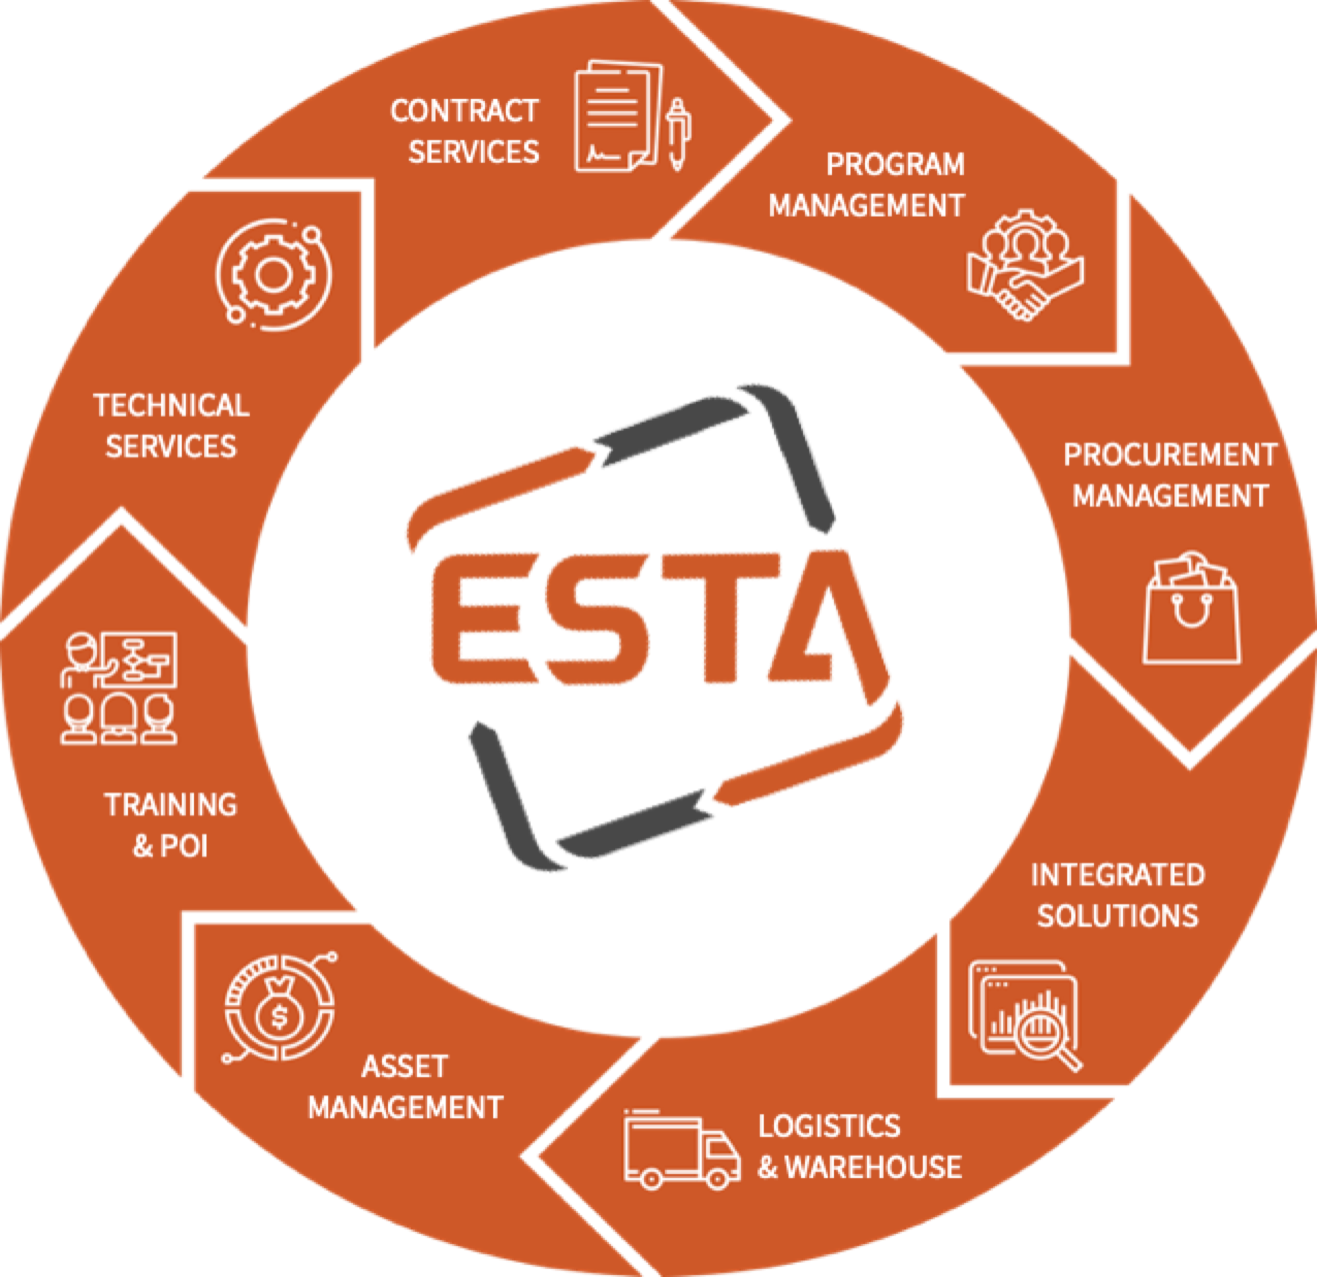 CONTRACT
SERVICES
PROGRAM
MANAGEMENT
PROCUREMENT
MANAGEMENT
INTEGRATED
SOLUTIONS
LOGISTICS
& WAREHOUSE
ASSET
MANAGEMENT
$
TRAINING
& POI
TECHNICAL
SERVICES
ESTA